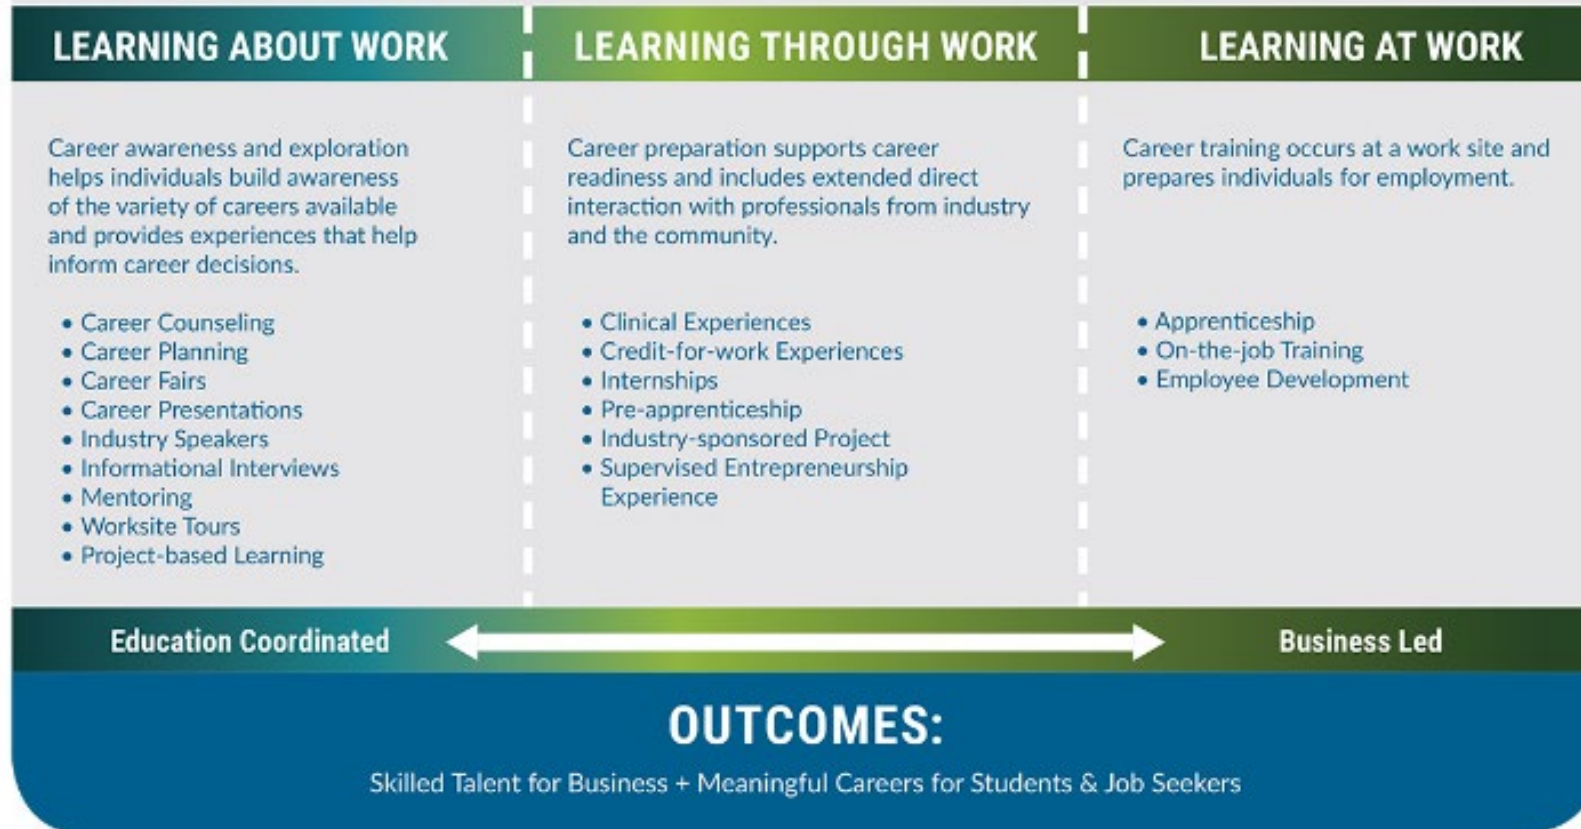 LEARNING ABOUT WORK
Career awareness and exploration
helps individuals build awareness
of the variety of careers available
and provides experiences that help
inform career decisions.
• Career Counseling
• Career Planning
• Career Fairs
• Career Presentations
• Industry Speakers
• Informational Interviews
• Mentoring
• Worksite Tours
• Project-based Learning
LEARNING THROUGH WORK
Career preparation supports career
readiness and includes extended direct
interaction with professionals from industry
and the community.
• Clinical Experiences
• Credit-for-work Experiences
• Internships
• Pre-apprenticeship
• Industry-sponsored Project
• Supervised Entrepreneurship
Experience
LEARNING AT WORK
Career training occurs at a work site and
prepares individuals for employment.
• Apprenticeship
• On-the-job Training
• Employee Development
Education Coordinated
Business Led
OUTCOMES:
Skilled Talent for Business + Meaningful Careers for Students & Job Seekers